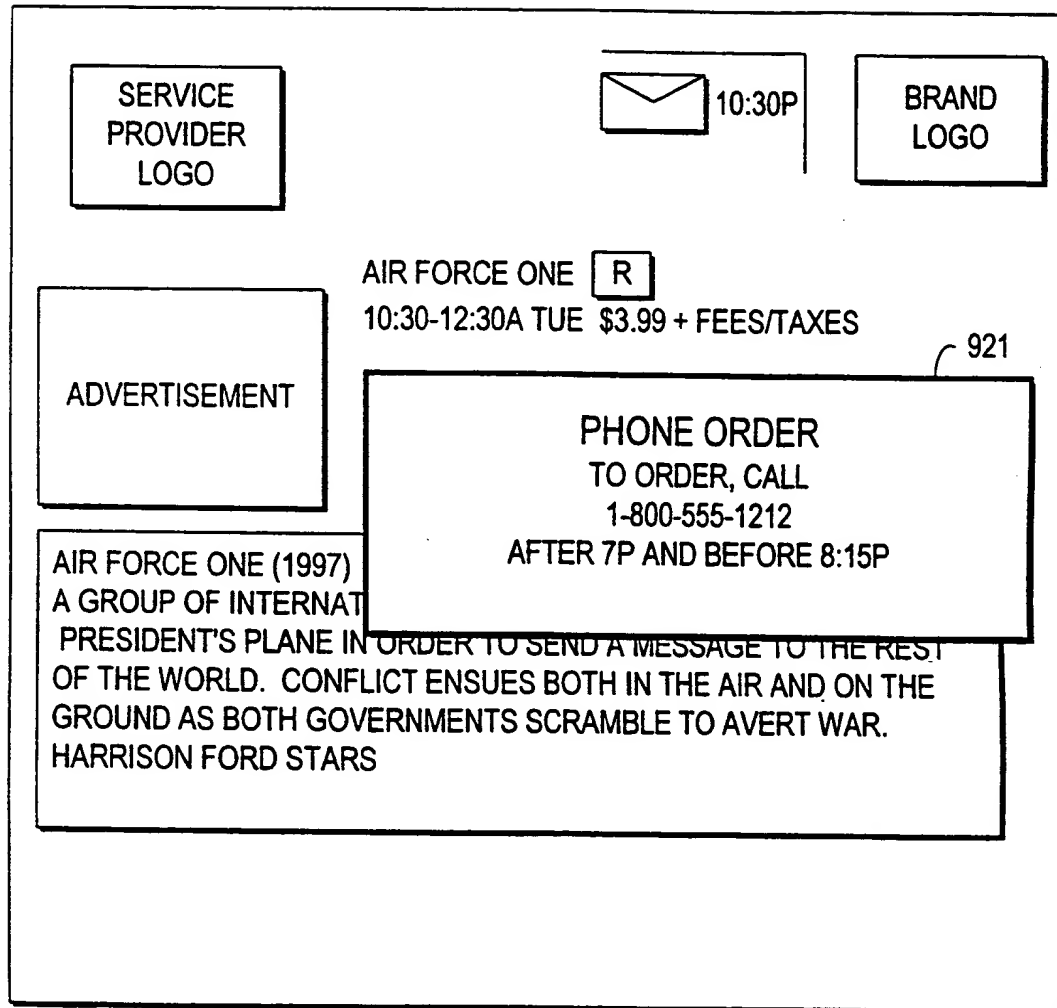 SERVICE
PROVIDER
LOGO
10:30P
BRAND
LOGO
AIR FORCE ONE R
10:30-12:30A TUE $3.99 + FEES/TAXES
921
ADVERTISEMENT
PHONE ORDER
TO ORDER, CALL
1-800-555-1212
AFTER 7P AND BEFORE 8:15P
AIR FORCE ONE (1997)
A GROUP OF INTERNAT
PRESIDENT'S PLANE IN ORDER TO SEND A MESSAGE TO THE REST
OF THE WORLD. CONFLICT ENSUES BOTH IN THE AIR AND ON THE
GROUND AS BOTH GOVERNMENTS SCRAMBLE TO AVERT WAR.
HARRISON FORD STARS